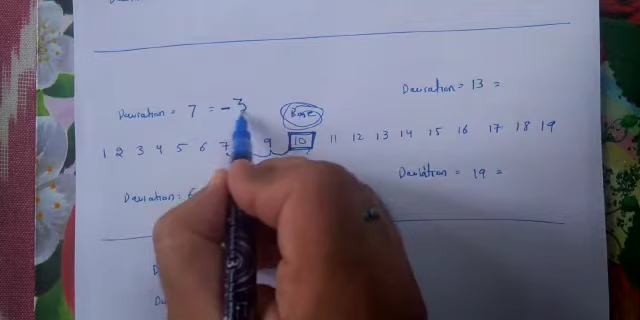 Deviation = 7 = -3
Deviation = 13 =
Base
1 2 3 4 5 6 7 9 10 11 12 13 14 15 16 17 18 19
Deviation = 6
Deviation = 19 =